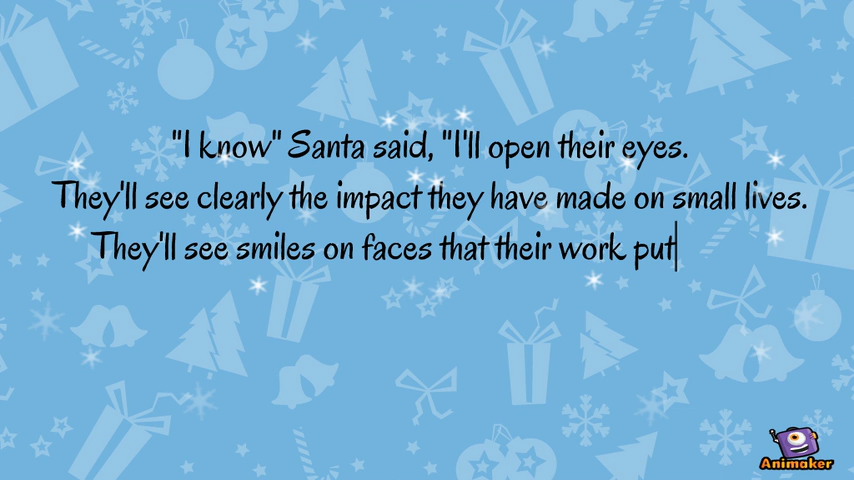 "I know" Santa said, "I'll open their eyes.
They'll see clearly the impact they have made on small lives.
They'll see smiles on faces that their work put
Animaker